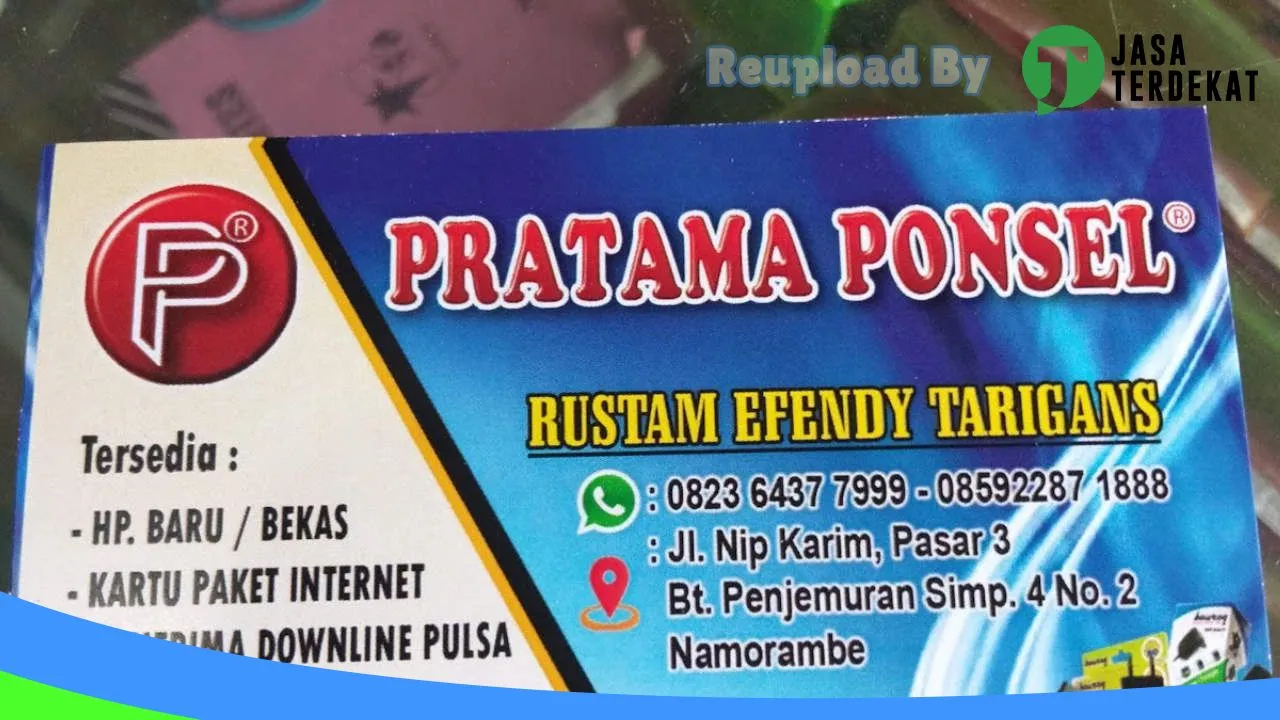 Reupload By
JASA
TERDEKAT
PRATAMA PONSEL®
P®
RUSTAM EFENDY TARIGANS
: 0823 6437 7999 - 08592287 1888
: Jl. Nip Karim, Pasar 3
Bt. Penjemuran Simp. 4 No. 2
Namorambe
Tersedia :
- HP. BARU / BEKAS
- KARTU PAKET INTERNET
DOWNLINE PULSA